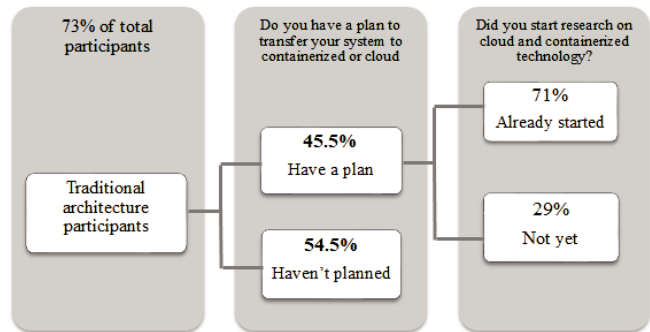 73% of total
participants
Traditional
architecture
participants
Do you have a plan to
transfer your system to
containerized or cloud
45.5%
Have a plan
54.5%
Haven't planned
Did you start research on
cloud and containerized
technology?
71%
Already started
29%
Not yet